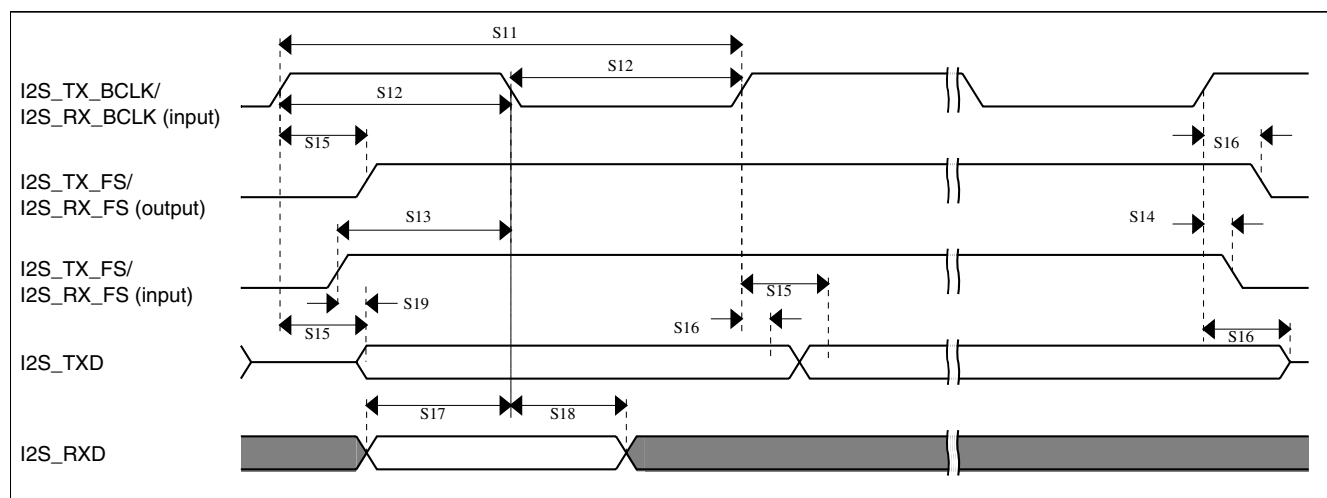 S11
I2S_TX_BCLK/
I2S_RX_BCLK (input)
S12
S12
S15
S16
I2S_TX_FS/
I2S_RX_FS (output)
S13
S14
I2S_TX_FS/
I2S_RX_FS (input)
S19
S15
S15
S16
S16
I2S_TXD
S17
S18
I2S_RXD